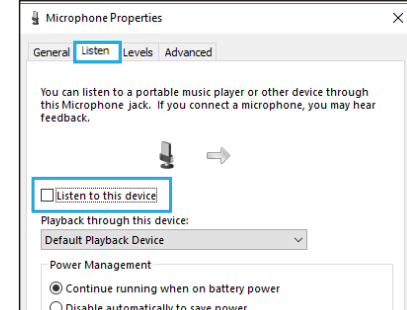 Microphone Properties
General Listen Levels Advanced
You can listen to a portable music player or other device through
this Microphone jack. If you connect a microphone, you may hear
feedback.
Listen to this device
Playback through this device:
Default Playback Device
Power Management
Continue running when on battery power
Disable automatically to save power